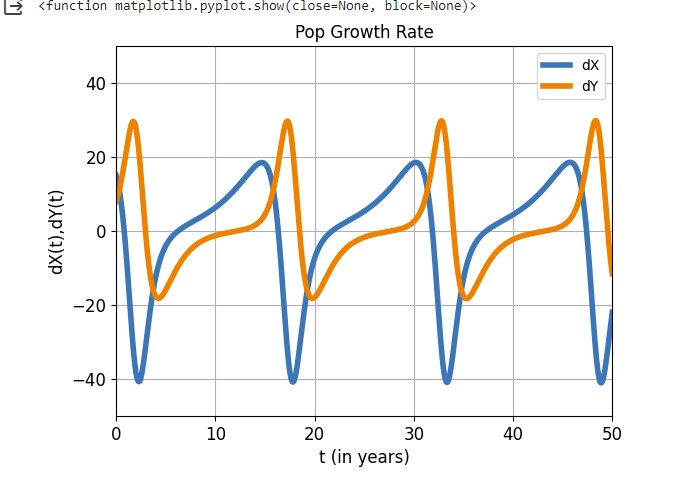 <function matplotlib.pyplot.show(close=None, block=None)>
Pop Growth Rate
dX
dY
40
20
0
−20
−40
dX(t),dY(t)
0 10 20 30 40 50
t (in years)